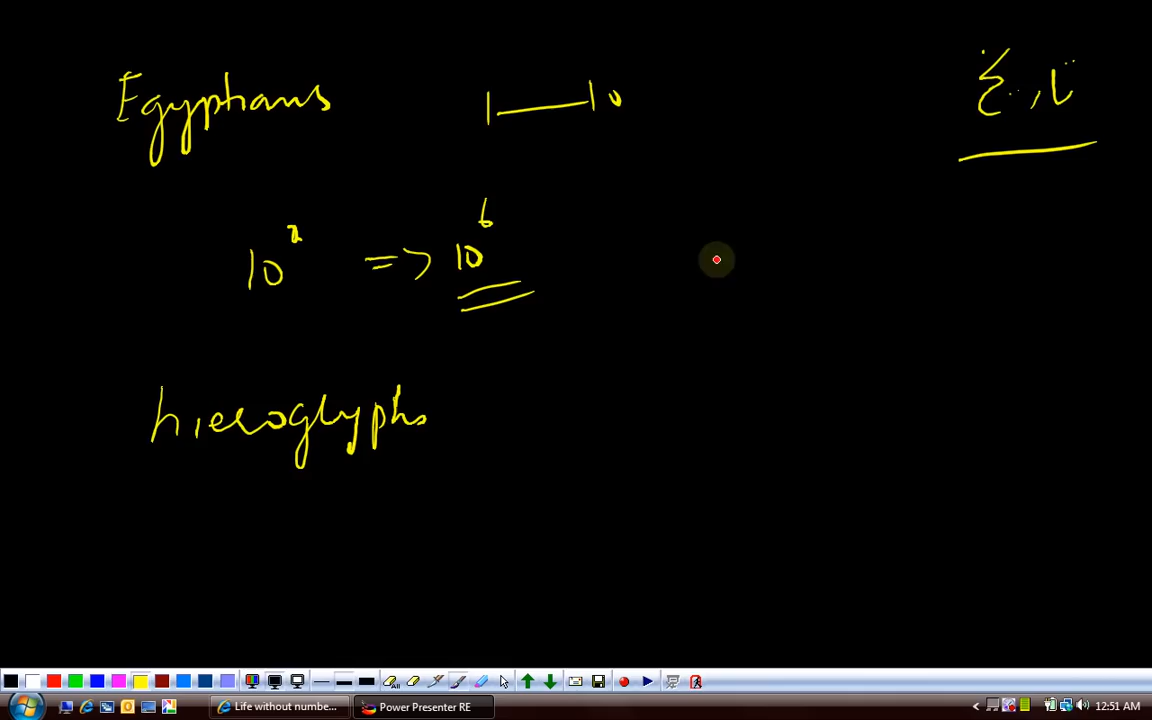 Egyptians 1 — 10
10² => 10⁶
hieroglyphs
Life without numbe...
Power Presenter RE
12:51 AM